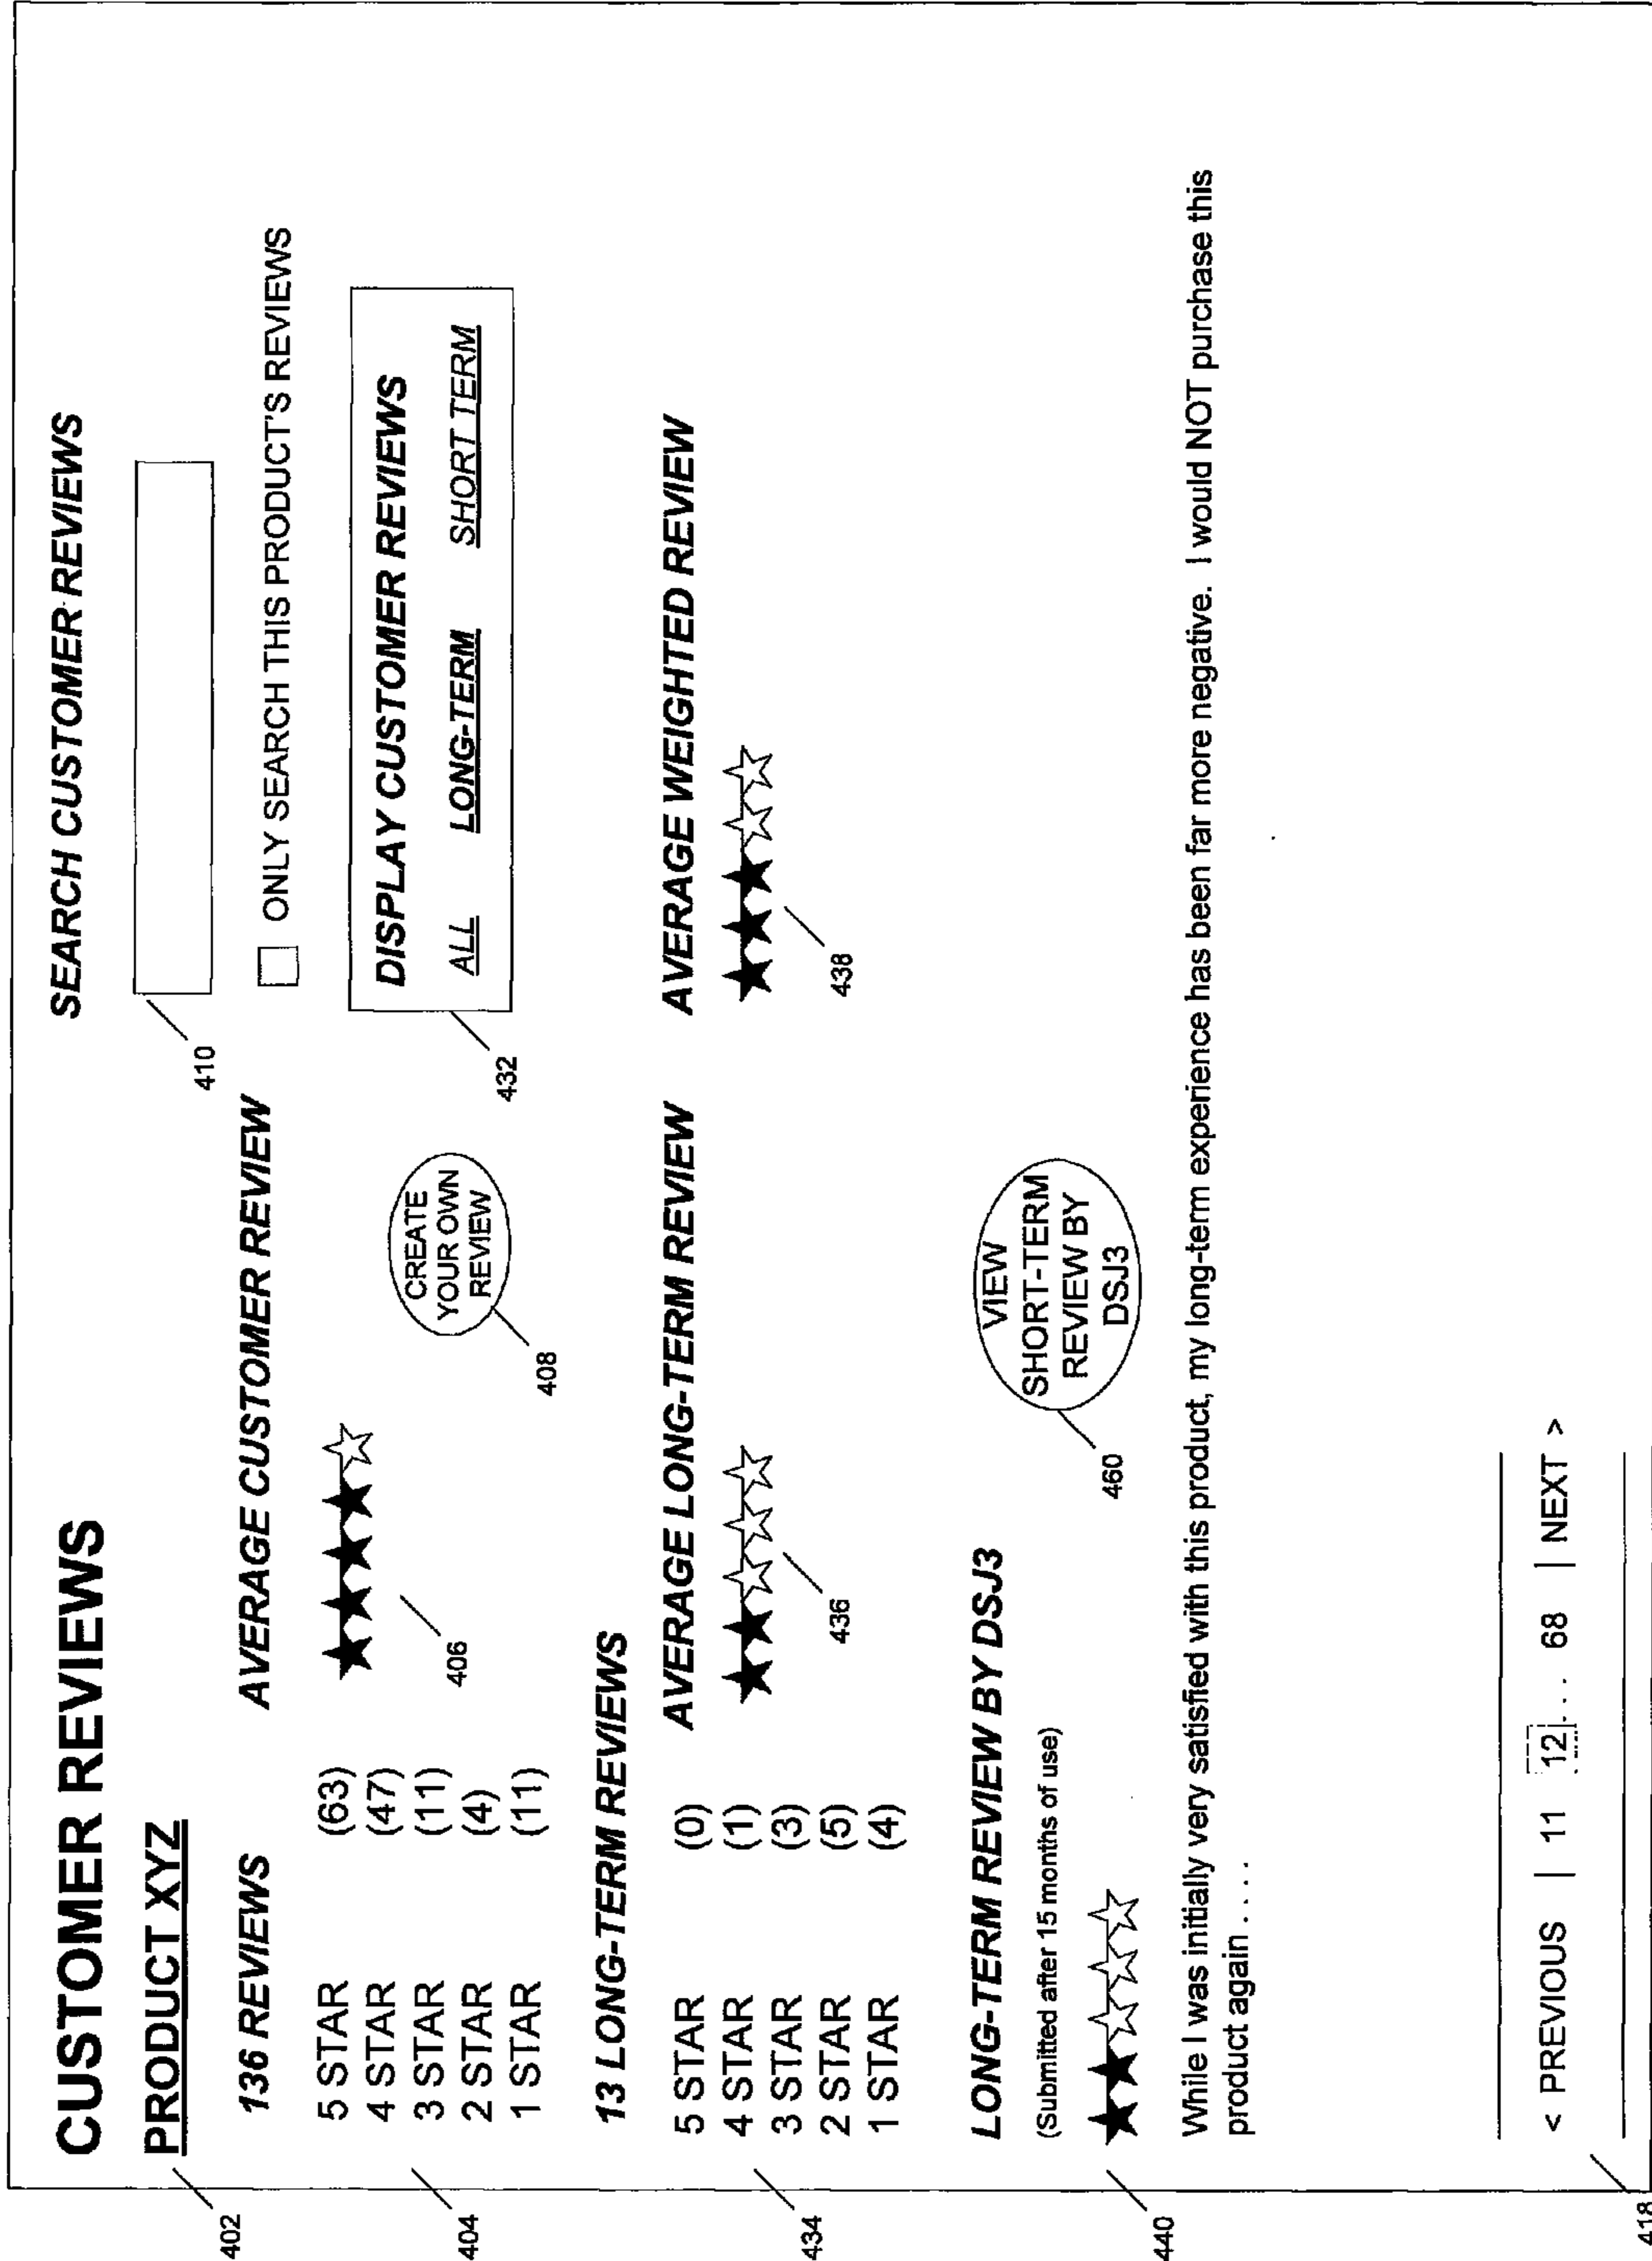 CUSTOMER REVIEWS
PRODUCT XYZ
402
SEARCH CUSTOMER REVIEWS
410
ONLY SEARCH THIS PRODUCT'S REVIEWS
136 REVIEWS
5 STAR (63)
4 STAR (47)
3 STAR (11)
2 STAR (4)
1 STAR (11)
404
AVERAGE CUSTOMER REVIEW
406
CREATE
YOUR OWN
REVIEW
408
DISPLAY CUSTOMER REVIEWS
ALL LONG-TERM SHORT TERM
432
13 LONG-TERM REVIEWS
5 STAR (0)
4 STAR (1)
3 STAR (3)
2 STAR (5)
1 STAR (4)
434
AVERAGE LONG-TERM REVIEW
436
AVERAGE WEIGHTED REVIEW
438
LONG-TERM REVIEW BY DSJ3
(Submitted after 15 months of use)
440
VIEW
SHORT-TERM
REVIEW BY
DSJ3
460
While I was initially very satisfied with this product, my long-term experience has been far more negative. I would NOT purchase this
product again . . . .
< PREVIOUS | 11 12 . . . 68 | NEXT >
418